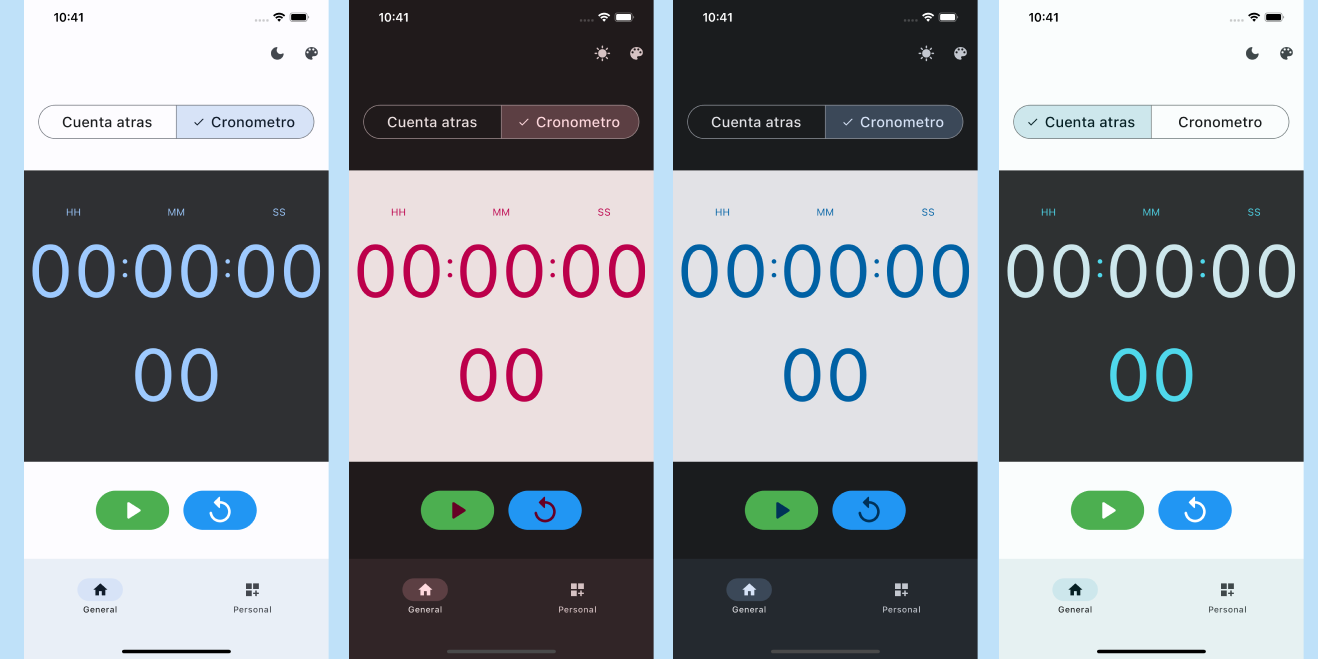 10:41
Cuenta atras
Cronometro
HH MM SS
00:00:00
00
General
Personal
10:41
Cuenta atras
Cronometro
HH MM SS
00:00:00
00
General
Personal
10:41
Cuenta atras
Cronometro
HH MM SS
00:00:00
00
General
Personal
10:41
Cuenta atras
Cronometro
HH MM SS
00:00:00
00
General
Personal